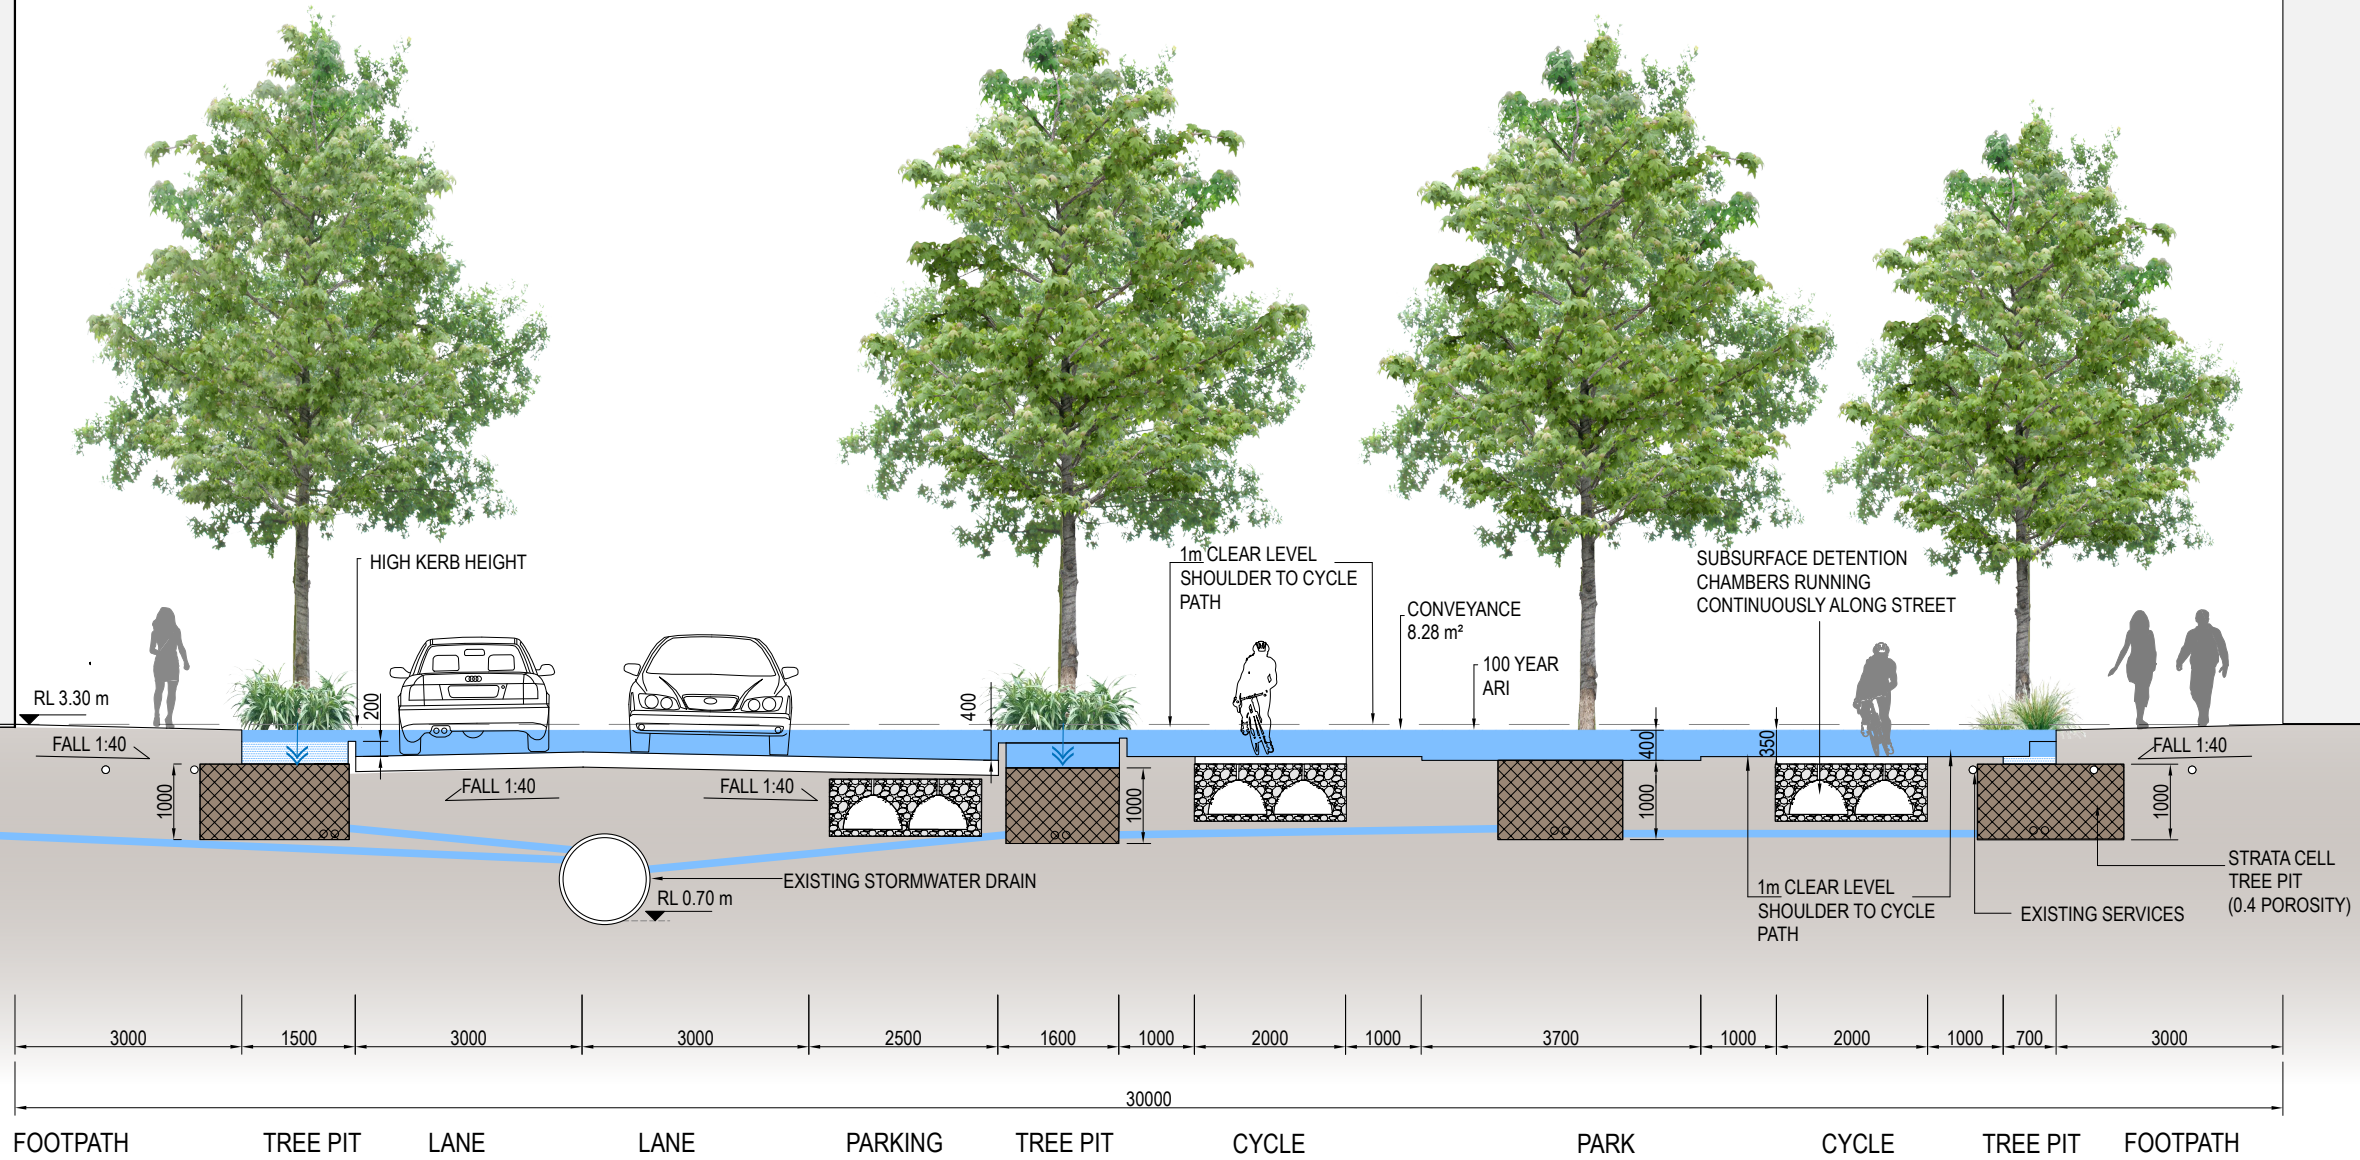 HIGH KERB HEIGHT
1m CLEAR LEVEL
SHOULDER TO CYCLE
PATH
SUBSURFACE DETENTION
CHAMBERS RUNNING
CONTINUOUSLY ALONG STREET
CONVEYANCE
8.28 m²
100 YEAR
ARI
RL 3.30 m
200
400
400
350
FALL 1:40
FALL 1:40
FALL 1:40
FALL 1:40
1000
1000
1000
1000
EXISTING STORMWATER DRAIN
RL 0.70 m
1m CLEAR LEVEL
SHOULDER TO CYCLE
PATH
EXISTING SERVICES
STRATA CELL
TREE PIT
(0.4 POROSITY)
3000 1500 3000 3000 2500 1600 1000 2000 1000 3700 1000 2000 1000 700 3000
30000
FOOTPATH TREE PIT LANE LANE PARKING TREE PIT CYCLE PARK CYCLE TREE PIT FOOTPATH